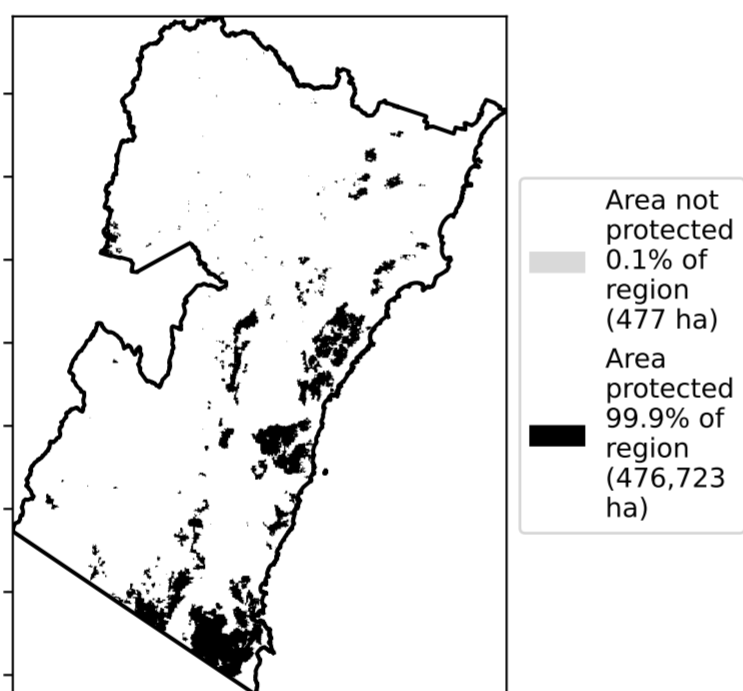 Area not
protected
0.1% of
region
(477 ha)
Area
protected
99.9% of
region
(476,723
ha)